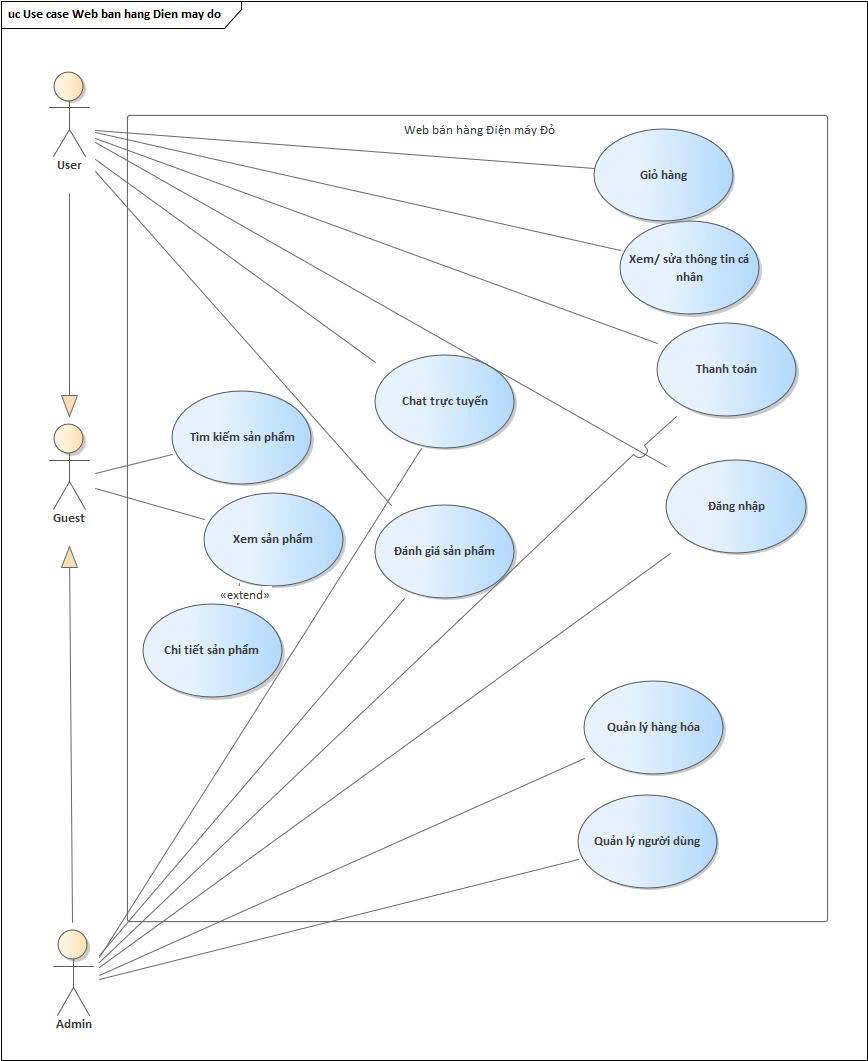 uc Use case Web ban hang Dien may do
User
Web bán hàng Điện máy Đỏ
Giỏ hàng
Xem/ sửa thông tin cá
nhân
Thanh toán
Chat trực tuyến
Tìm kiếm sản phẩm
Đăng nhập
Guest
Xem sản phẩm
Đánh giá sản phẩm
«extend»
Chi tiết sản phẩm
Quản lý hàng hóa
Quản lý người dùng
Admin